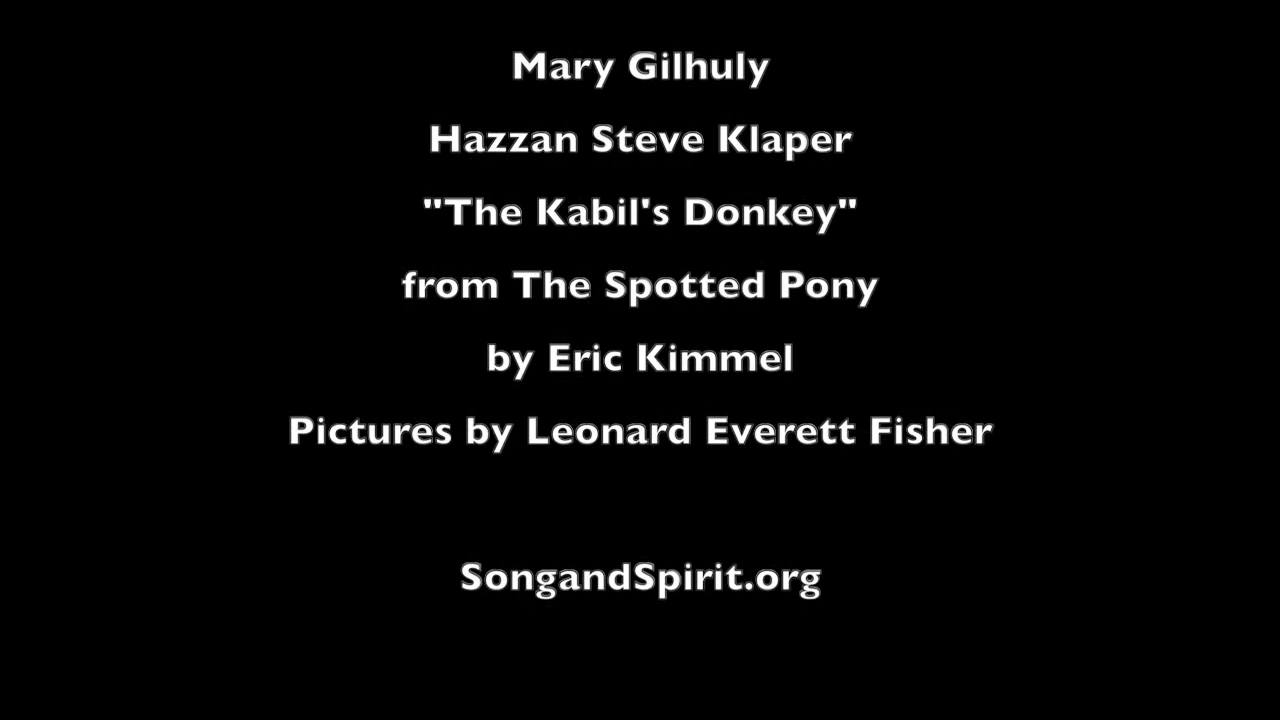 Mary Gilhuly
Hazzan Steve Klaper
"The Kabil's Donkey"
from The Spotted Pony
by Eric Kimmel
Pictures by Leonard Everett Fisher
SongandSpirit.org